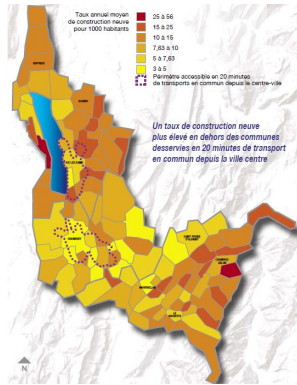 Taux annuel moyen
de construction neuve
pour 1000 habitants
25 à 56
15 à 25
10 à 15
7,63 à 10
5 à 7,63
3 à 5
Périmètre accessible en 20 minutes
de transports en commun depuis le centre-ville
Un taux de construction neuve
plus élevé en dehors des communes
desservies en 20 minutes de transport
en commun depuis la ville centre
CHAMBERY
MONTMELIAN
N